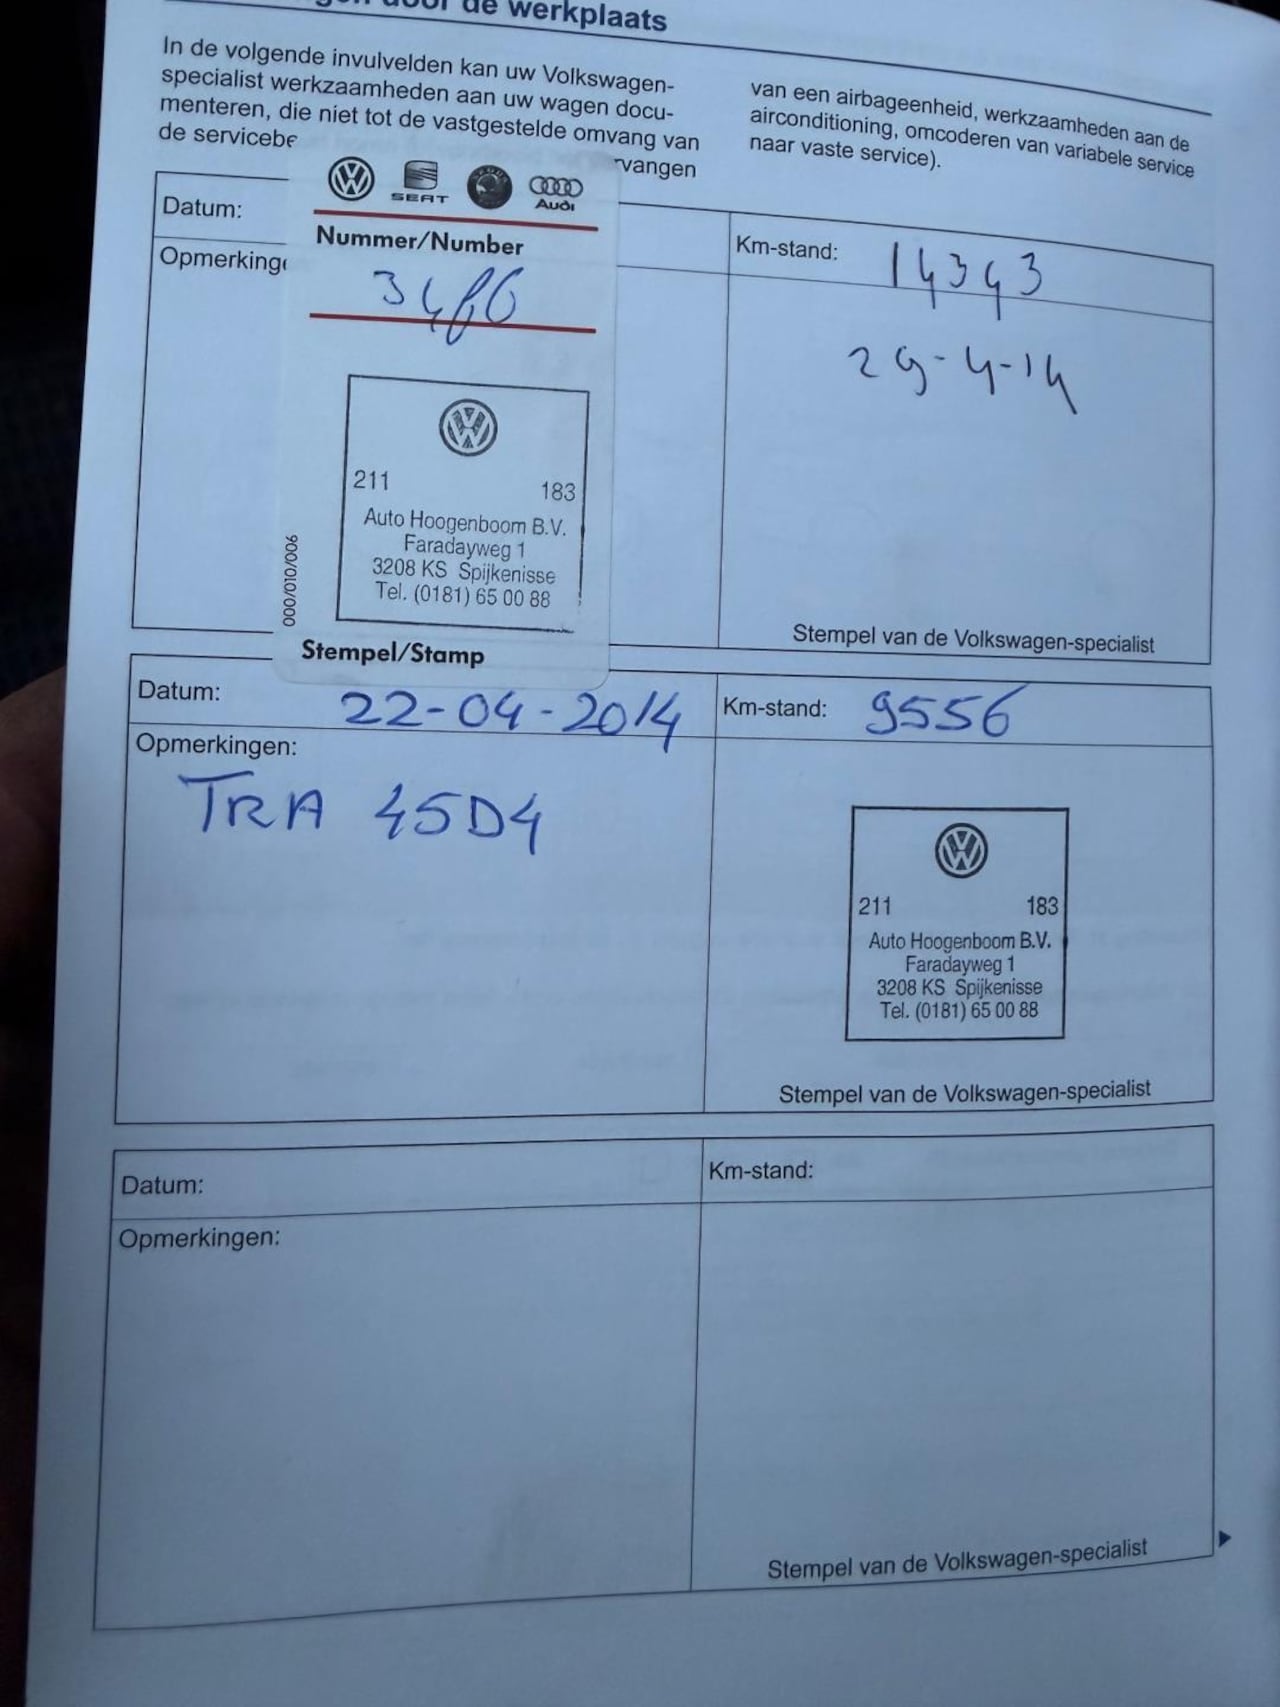 de werkplaats
In de volgende invulvelden kan uw Volkswagen-
specialist werkzaamheden aan uw wagen docu-
menteren, die niet tot de vastgestelde omvang van
de servicebe
rvangen
van een airbageenheid, werkzaamheden aan de
airconditioning, omcoderen van variabele service
naar vaste service).
Datum:
Opmerkinge
SEAT
Audi
Nummer/Number
211 183
Auto Hoogenboom B.V.
Faradayweg 1
3208 KS Spijkenisse
Tel. (0181) 65 00 88
000/010/006
Stempel/Stamp
Km-stand: 14343
29-4-14
Stempel van de Volkswagen-specialist
Datum: 22-04-2014
Km-stand: 9556
Opmerkingen:
TRA 45D4
211 183
Auto Hoogenboom B.V.
Faradayweg 1
3208 KS Spijkenisse
Tel. (0181) 65 00 88
Stempel van de Volkswagen-specialist
Datum:
Km-stand:
Opmerkingen:
Stempel van de Volkswagen-specialist